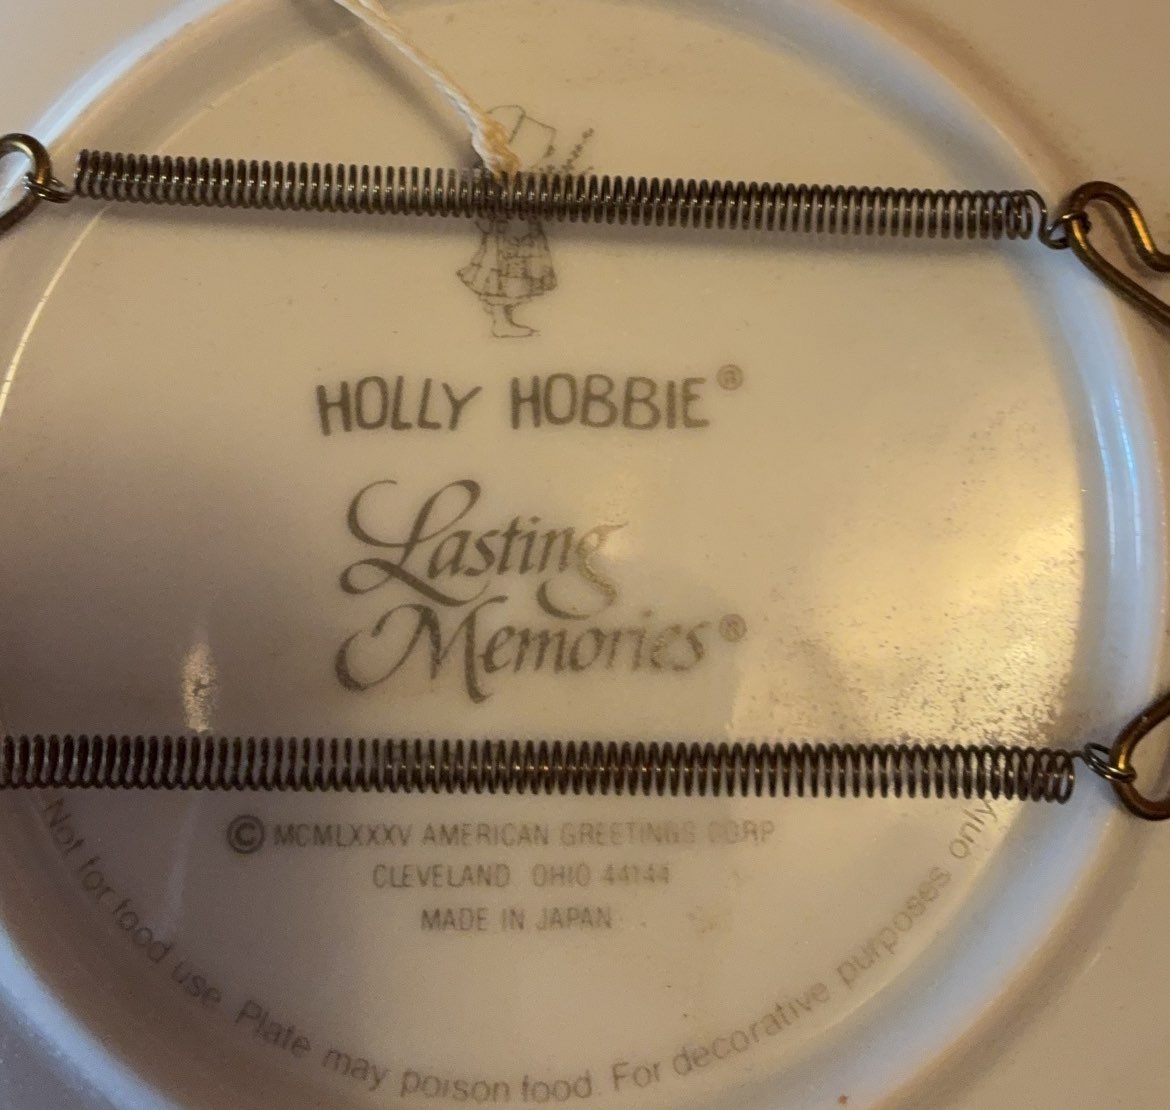 HOLLY HOBBIE®
Lasting
Memories®
© MCMLXXXV AMERICAN GREETINGS CORP
CLEVELAND OHIO 44144
MADE IN JAPAN
Not for food use. Plate may poison food. For decorative purposes only.